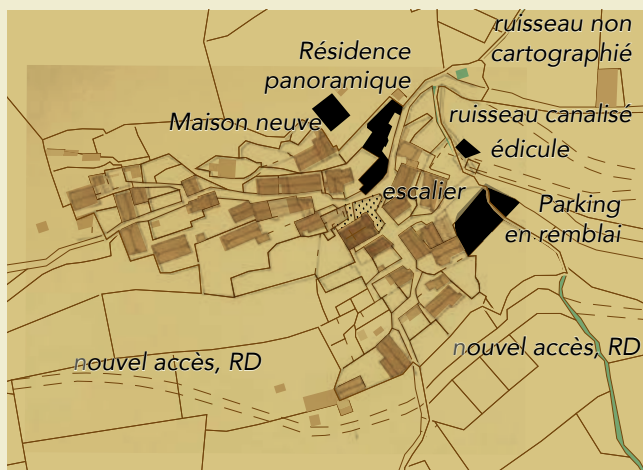 ruisseau non
cartographié
Résidence
panoramique
ruisseau canalisé
Maison neuve
édicule
escalier
Parking
en remblai
nouvel accès, RD
nouvel accès, RD